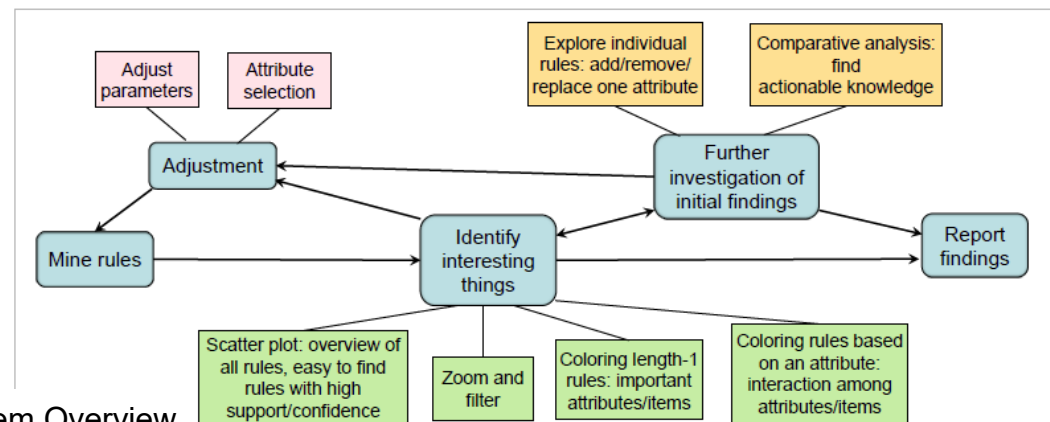 Adjust
parameters
Attribute
selection
Explore individual
rules: add/remove/
replace one attribute
Comparative analysis:
find
actionable knowledge
Adjustment
Further
investigation of
initial findings
Mine rules
Identify
interesting
things
Report
findings
Scatter plot: overview of
all rules, easy to find
rules with high
support/confidence
Zoom and
filter
Coloring length-1
rules: important
attributes/items
Coloring rules based
on an attribute:
interaction among
attributes/items
Overview